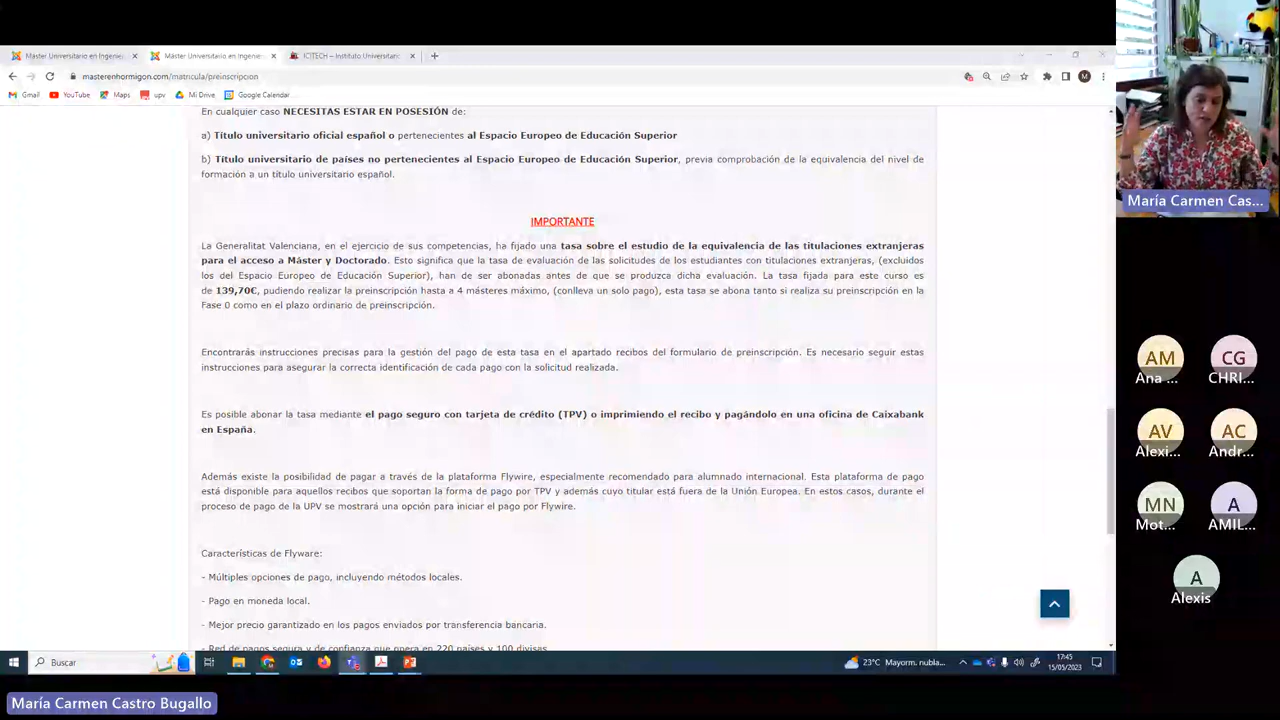 Máster Universitario en Ingenie
Máster Universitario en Ingenie
ICITECH – Instituto Universitario
masterenhormigon.com/matricula/preinscripcion
M
Gmail
YouTube
Maps
upv
Mi Drive
Google Calendar
En cualquier caso NECESITAS ESTAR EN POSESIÓN de:
a) Título universitario oficial español o pertenecientes al Espacio Europeo de Educación Superior
b) Título universitario de países no pertenecientes al Espacio Europeo de Educación Superior, previa comprobación de la equivalencia del nivel de
formación a un título universitario español.
IMPORTANTE
La Generalitat Valenciana, en el ejercicio de sus competencias, ha fijado una tasa sobre el estudio de la equivalencia de las titulaciones extranjeras
para el acceso a Máster y Doctorado. Esto significa que la tasa de evaluación de las solicitudes de los estudiantes con titulaciones extranjeras, (excluidos
los del Espacio Europeo de Educación Superior), han de ser abonadas antes de que se produzca dicha evaluación. La tasa fijada para este curso es
de 139,70€, pudiendo realizar la preinscripción hasta a 4 másteres máximo, (conlleva un solo pago), esta tasa se abona tanto si realiza su preinscripción en la
Fase 0 como en el plazo ordinario de preinscripción.
Encontrarás instrucciones precisas para la gestión del pago de esta tasa en el apartado recibos del formulario de preinscripción. Es necesario seguir estas
instrucciones para asegurar la correcta identificación de cada pago con la solicitud realizada.
Es posible abonar la tasa mediante el pago seguro con tarjeta de crédito (TPV) o imprimiendo el recibo y pagándolo en una oficina de Caixabank
en España.
Además existe la posibilidad de pagar a través de la plataforma Flywire, especialmente recomendado para alumnado internacional. Esta plataforma de pago
está disponible para aquellos recibos que soportan la forma de pago por TPV y además cuyo titular está fuera de la Unión Europea. En estos casos, durante el
proceso de pago de la UPV se mostrará una opción para iniciar el pago por Flywire.
Características de Flyware:
- Múltiples opciones de pago, incluyendo métodos locales.
- Pago en moneda local.
- Mejor precio garantizado en los pagos enviados por transferencia bancaria.
- Red de pagos segura y de confianza que opera en 220 países y 100 divisas
Buscar
23°C Mayorm. nubla...
17:45
15/05/2023
María Carmen Castro Bugallo
María Carmen Cas...
AM
Ana ...
CG
CHRI...
AV
Alexi...
AC
Andr...
MN
Mot...
A
AMIL...
A
Alexis